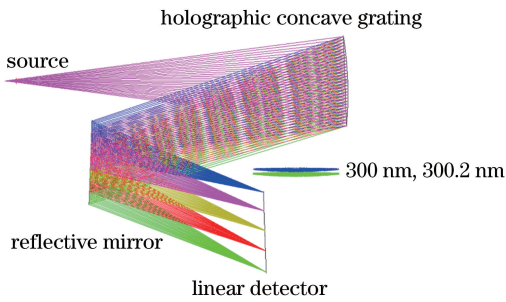 holographic concave grating
source
300 nm, 300.2 nm
reflective mirror
linear detector